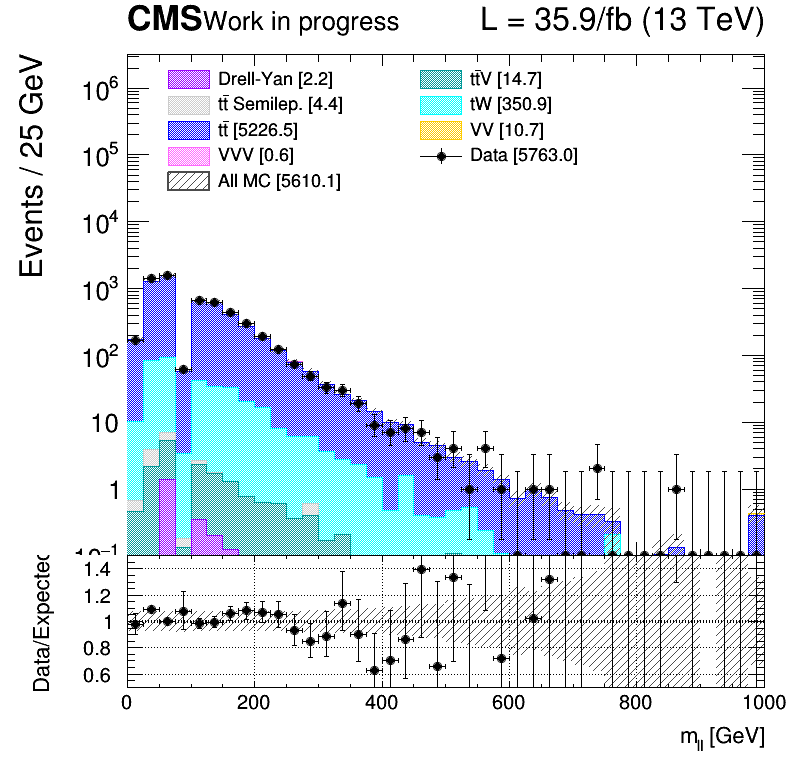 CMS Work in progress L = 35.9/fb (13 TeV)
Events / 25 GeV
Drell-Yan [2.2] tt̄V [14.7]
tt̄ Semilep. [4.4] tW [350.9]
tt̄ [5226.5] VV [10.7]
VVV [0.6] Data [5763.0]
All MC [5610.1]
10⁶
10⁵
10⁴
10³
10²
10
1
10⁻¹
Data/Expected
1.4
1.2
1
0.8
0.6
0 200 400 600 800 1000
m_ll [GeV]